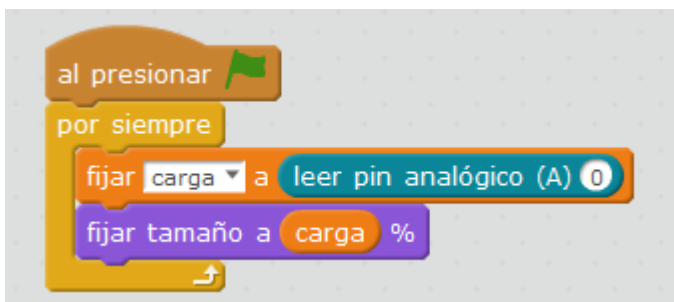 al presionar
por siempre
fijar carga a leer pin analógico (A) 0
fijar tamaño a carga %